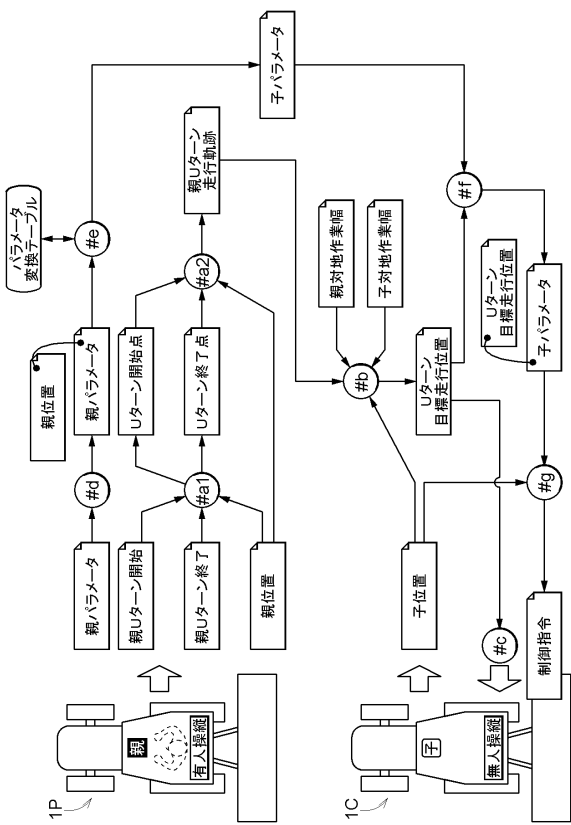 1P
親
有人操縦
親パラメータ
親Uターン開始
親Uターン終了
親位置
#d
#a1
親位置
親パラメータ
Uターン開始点
Uターン終了点
パラメータ
変換テーブル
#e
#a2
親Uターン
走行軌跡
子パラメータ
1C
子
無人操縦
制御指令
#c
子位置
#g
#b
親対地作業幅
子対地作業幅
Uターン
目標走行位置
#f
Uターン
目標走行位置
子パラメータ